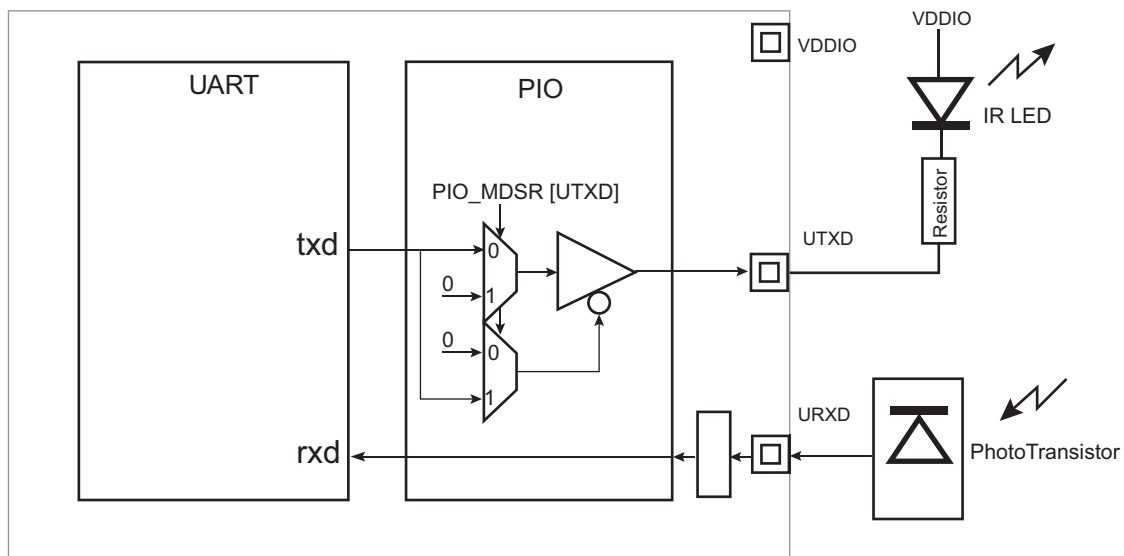 VDDIO
VDDIO
UART
PIO
IR LED
PIO_MDSR [UTXD]
Resistor
txd
0
UTXD
0
1
0
0
1
URXD
rxd
PhotoTransistor